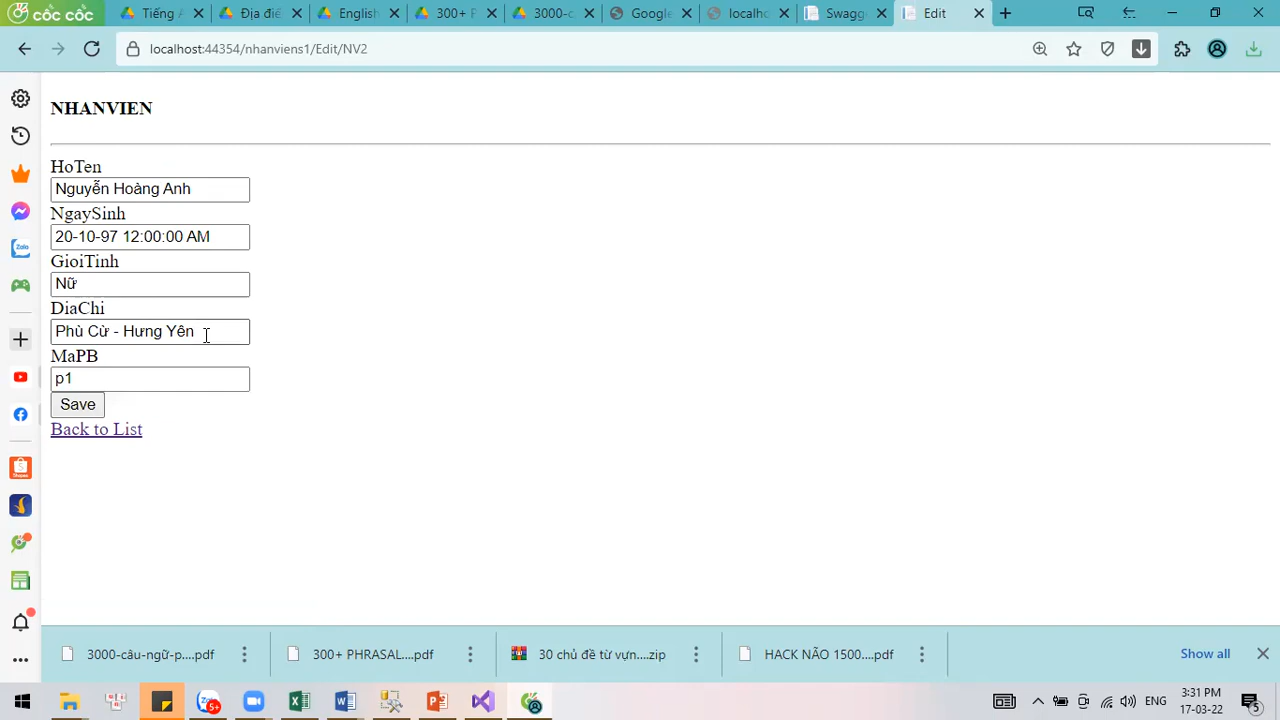 cốc cốc
Tiếng A
Địa điể
English
300+ P
3000-c
Google
localho
Swagg
Edit
localhost:44354/nhanviens1/Edit/NV2
NHANVIEN
HoTen
Nguyễn Hoàng Anh
NgaySinh
20-10-97 12:00:00 AM
GioiTinh
Nữ
DiaChi
Phù Cừ - Hưng Yên
MaPB
p1
Save
Back to List
3000-câu-ngữ-p....pdf
300+ PHRASAL....pdf
30 chủ đề từ vựn....zip
HACK NÃO 1500....pdf
Show all
ENG
3:31 PM
17-03-22